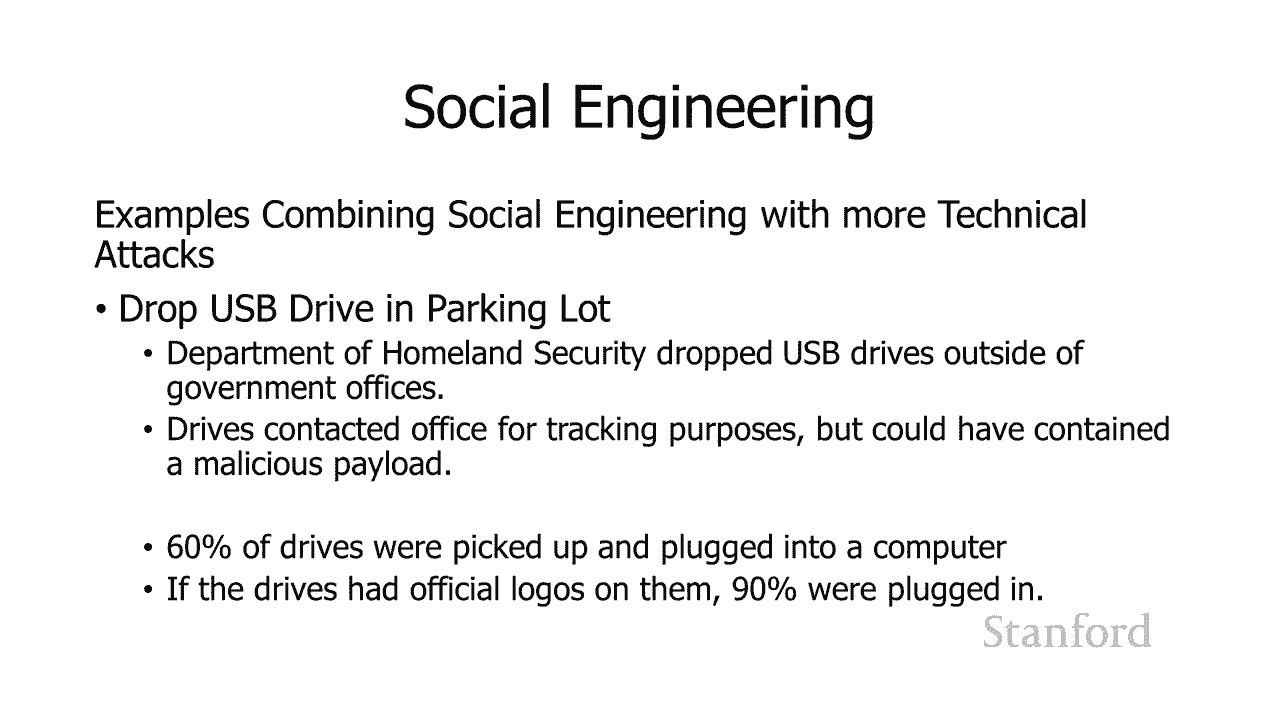 Social Engineering
Examples Combining Social Engineering with more Technical
Attacks
• Drop USB Drive in Parking Lot
• Department of Homeland Security dropped USB drives outside of
government offices.
• Drives contacted office for tracking purposes, but could have contained
a malicious payload.
• 60% of drives were picked up and plugged into a computer
• If the drives had official logos on them, 90% were plugged in.
Stanford